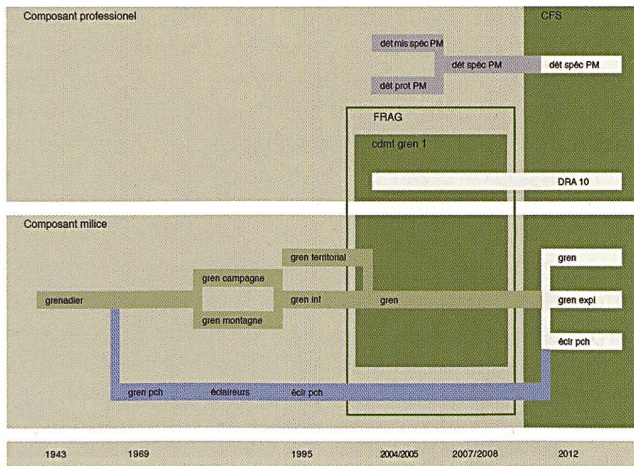 Composant professionel
CFS
dét mis spéc PM
dét spéc PM
dét spéc PM
dét prot PM
FRAG
cdmt gren 1
DRA 10
Composant milice
gren territorial
gren
gren campagne
grenadier
gren inf
gren
gren expl
gren montagne
éclr pch
gren pch
éclaireurs
éclr pch
1943
1969
1995
2004/2005
2007/2008
2012